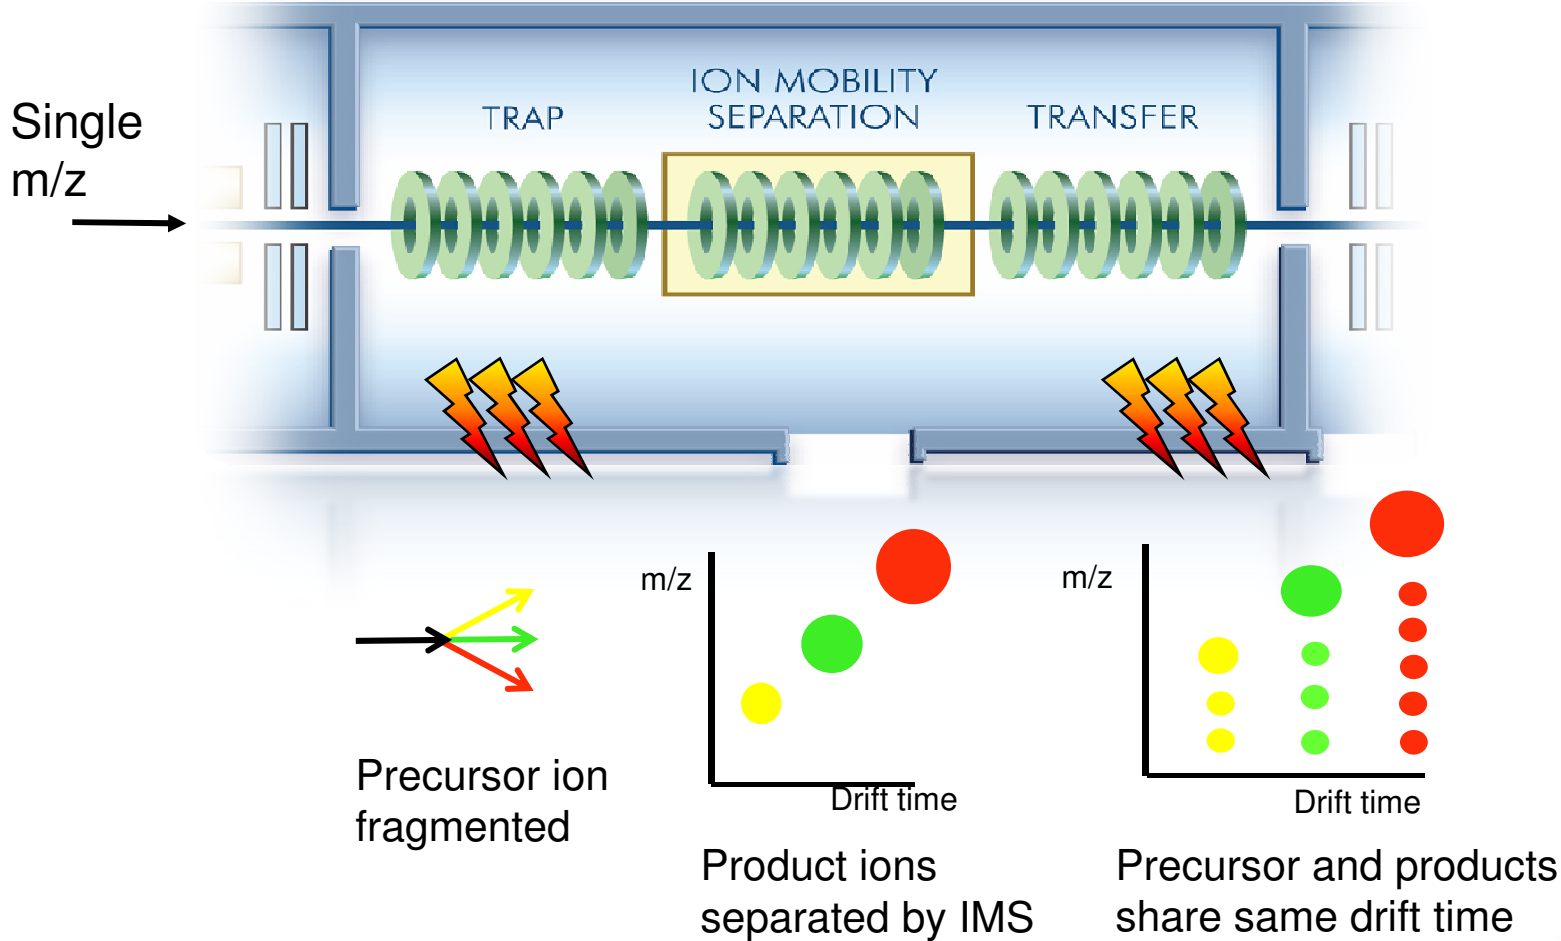 Single
m/z
TRAP
ION MOBILITY
SEPARATION
TRANSFER
Precursor ion
fragmented
m/z
Drift time
Product ions
separated by IMS
m/z
Drift time
Precursor and products
share same drift time